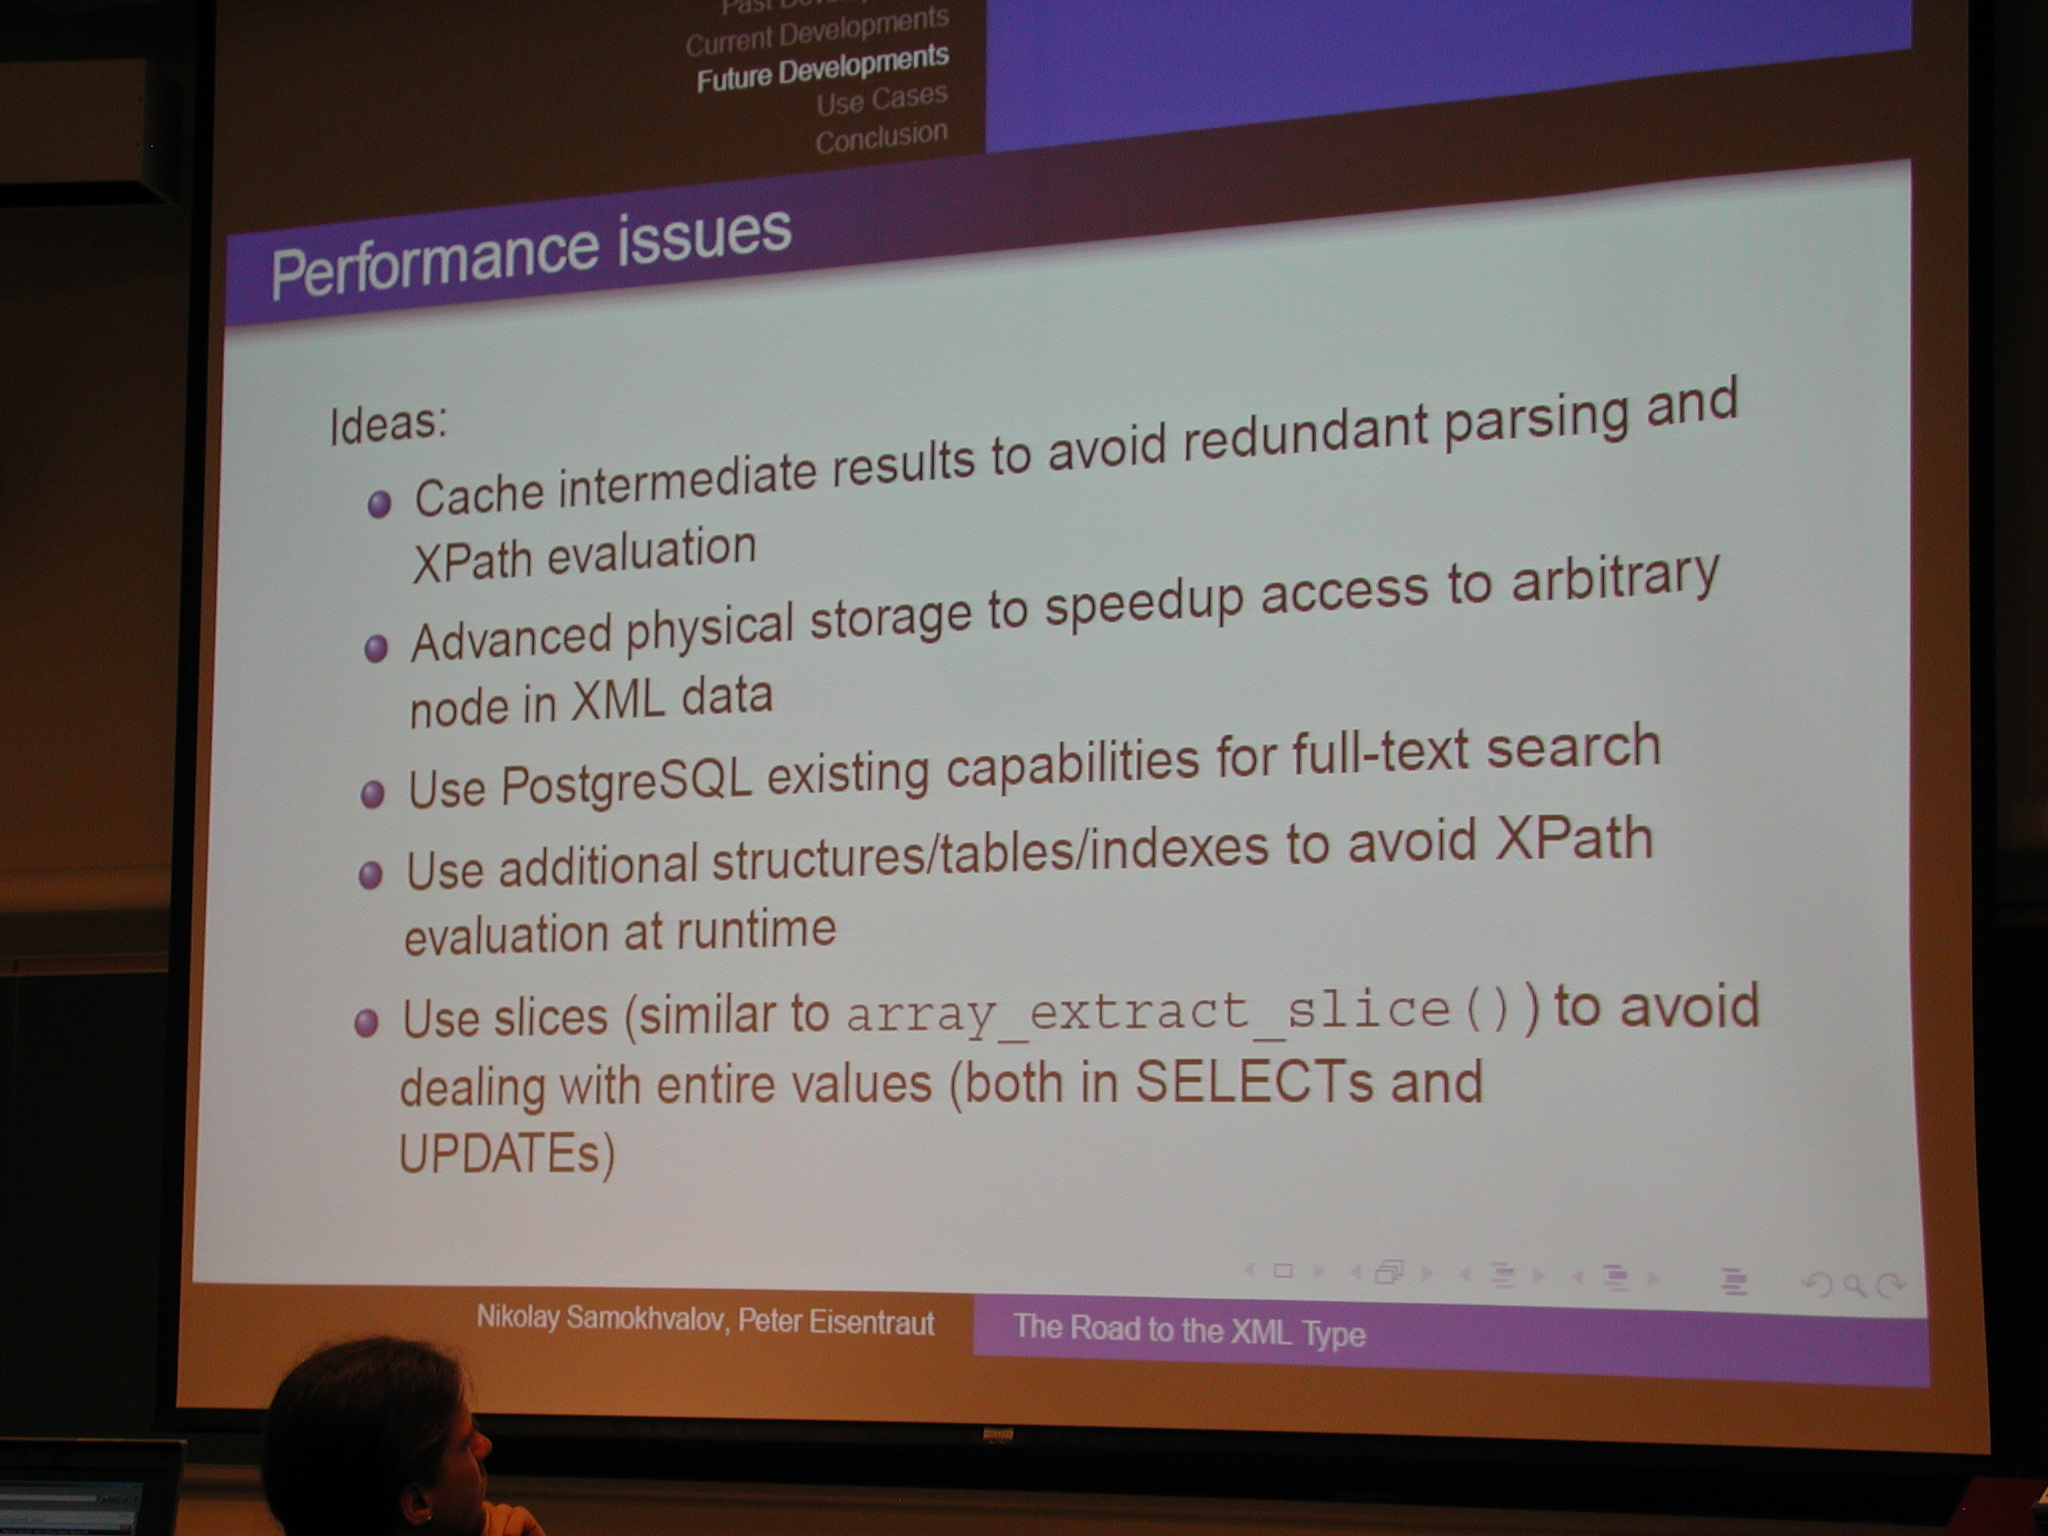 Past
Current Developments
Future Developments
Use Cases
Conclusion
Performance issues
Ideas:
Cache intermediate results to avoid redundant parsing and
XPath evaluation
Advanced physical storage to speedup access to arbitrary
node in XML data
Use PostgreSQL existing capabilities for full-text search
Use additional structures/tables/indexes to avoid XPath
evaluation at runtime
Use slices (similar to array_extract_slice()) to avoid
dealing with entire values (both in SELECTs and
UPDATEs)
Nikolay Samokhvalov, Peter Eisentraut
The Road to the XML Type